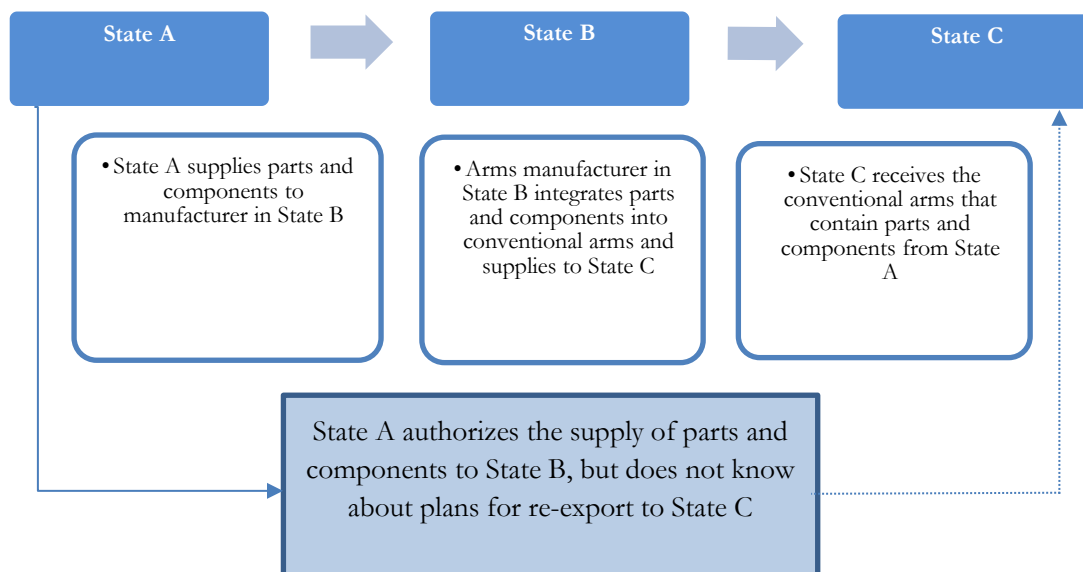 State A
State B
State C
• State A supplies parts and
components to
manufacturer in State B
• Arms manufacturer in
State B integrates parts
and components into
conventional arms and
supplies to State C
• State C receives the
conventional arms that
contain parts and
components from State
A
State A authorizes the supply of parts and
components to State B, but does not know
about plans for re-export to State C